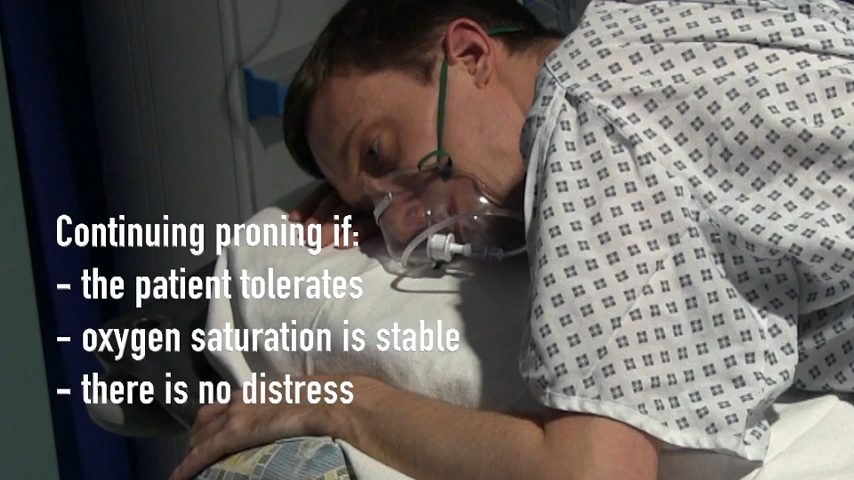 Continuing proning if:
- the patient tolerates
- oxygen saturation is stable
- there is no distress